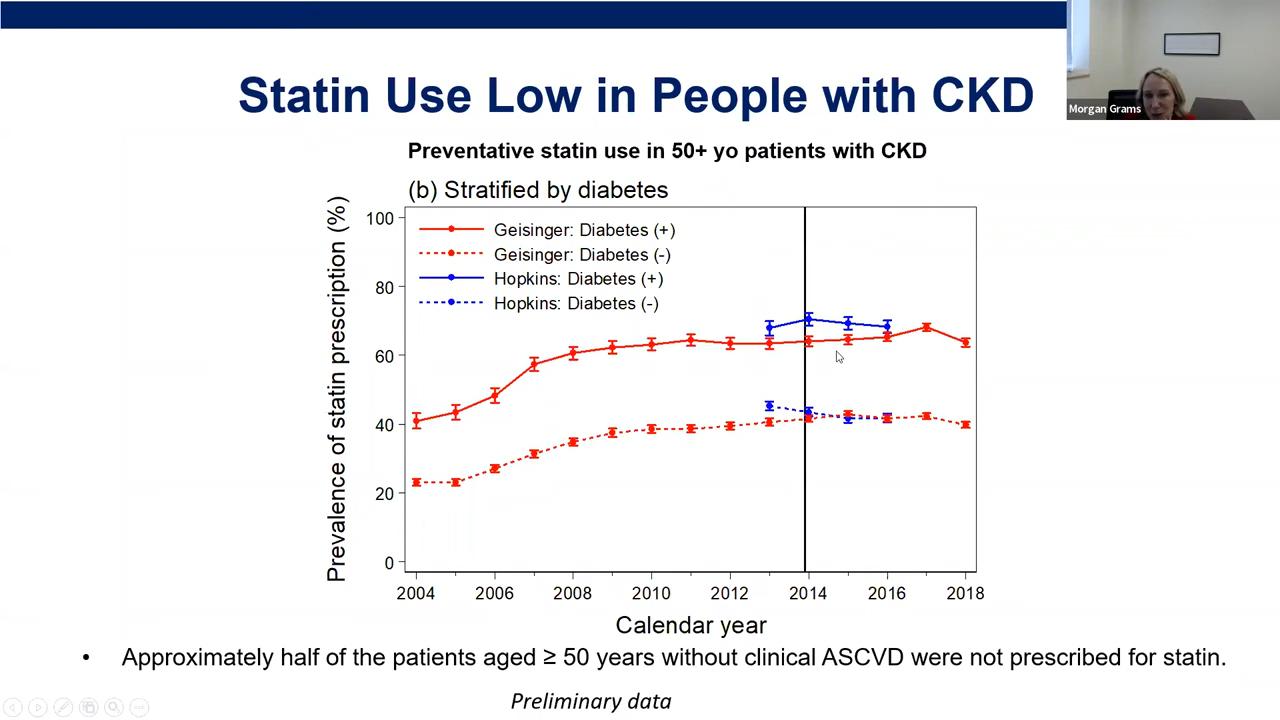 Statin Use Low in People with CKD
Morgan Grams
Preventative statin use in 50+ yo patients with CKD
(b) Stratified by diabetes
Prevalence of statin prescription (%)
100
80
60
40
20
0
Geisinger: Diabetes (+)
Geisinger: Diabetes (-)
Hopkins: Diabetes (+)
Hopkins: Diabetes (-)
2004 2006 2008 2010 2012 2014 2016 2018
Calendar year
• Approximately half of the patients aged ≥ 50 years without clinical ASCVD were not prescribed for statin.
Preliminary data